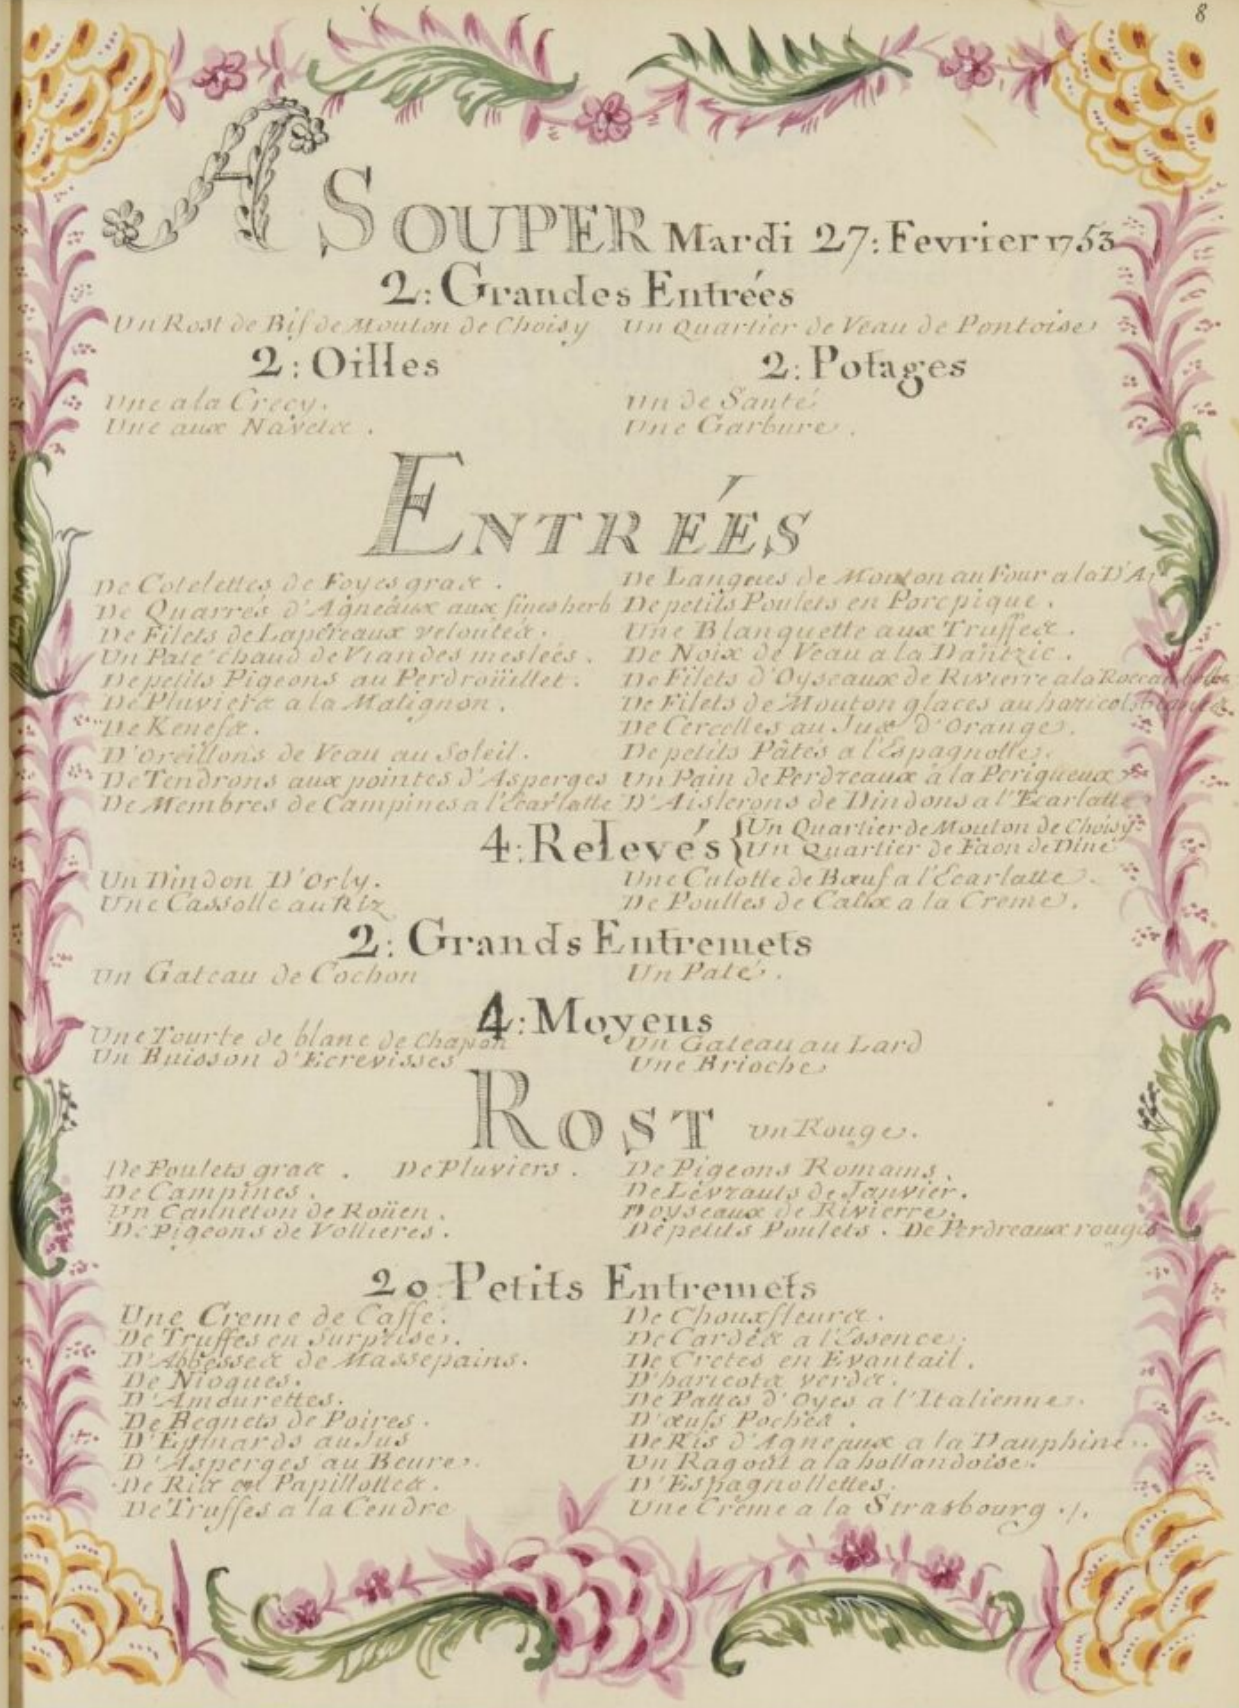 8
A SOUPER Mardi 27: Fevrier 1753
2: Grandes Entrées
Un Rost de Bif de Mouton de Choisy Un Quartier de Veau de Pontoise
2: Oilles 2: Potages
Une a la Crecy. Un de Santé
Une aux Navets. Une Garbure.
ENTRÉÉS
De Cotelettes de Foyes gras. De Langues de Mouton au Four a la D'Ar
De Quarrés d'Agneaux aux fines herb De petits Poulets en Porcpique.
De Filets de Lapereaux veloutés. Une Blanquette aux Truffes.
Un Paté chaud de Viandes meslées. De Noix de Veau a la Dantzic.
De petits Pigeons au Perdroüillet. De Filets d'Oyseaux de Rivierre a la
De Pluviers a la Matignon. De Filets de Mouton glaces au haricots
De Kenefs. De Cercelles au Jus d'Orange.
D'Oreillons de Veau au Soleil. De petits Pâtés a l'Espagnolle.
De Tendrons aux pointes d'Asperges Un Pain de Perdreaux a la Perigueux
De Membres de Campines a l'écarlatte D'Aislerons de Dindons a l'Ecarlatte
4: Relevés { Un Quartier de Mouton de Choisy
Un Quartier de Faon de Dine
Un Dindon D'Orly. Une Culotte de Bœuf a l'Ecarlatte.
Une Cassolle au Riz De Poulles de Caux a la Creme.
2: Grands Entremets
Un Gateau de Cochon Un Paté.
4: Moyens
Une Tourte de blanc de Chapon Un Gateau au Lard
Un Buisson d'Ecrevisses Une Brioche
ROST un Rouge.
De Poulets gras. De Pluviers. De Pigeons Romains.
De Campines. De Levrauts de Janvier.
Un Canneton de Roüen. D'oyseaux de Rivierre.
De Pigeons de Vollieres. De petits Poulets. De Perdreaux rouges
20 Petits Entremets
Une Creme de Caffé. De Chouxfleurs.
De Truffes en Surprise. De Cardes a l'Essence.
D'Abbesses de Massepains. De Cretes en Evantail.
De Nioques. D'haricots verds.
D'Amourettes. De Pattes d'Oyes a l'Italienne.
De Begnets de Poires. D'œufs Pochés.
D'Epinards au Jus De Ris d'Agneaux a la Dauphine.
D'Asperges au Beure. Un Ragoût a la hollandoise.
De Ris en Papillottes. D'Espagnollettes.
De Truffes a la Cendre Une Crême a la Strasbourg ./.